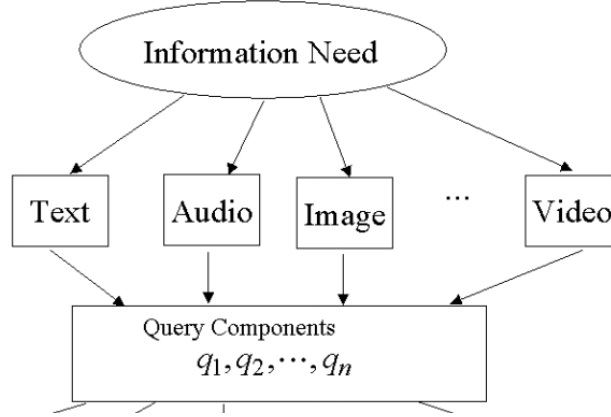 Information Need
Text Audio Image ... Video
Query Components
q1, q2, ..., qn